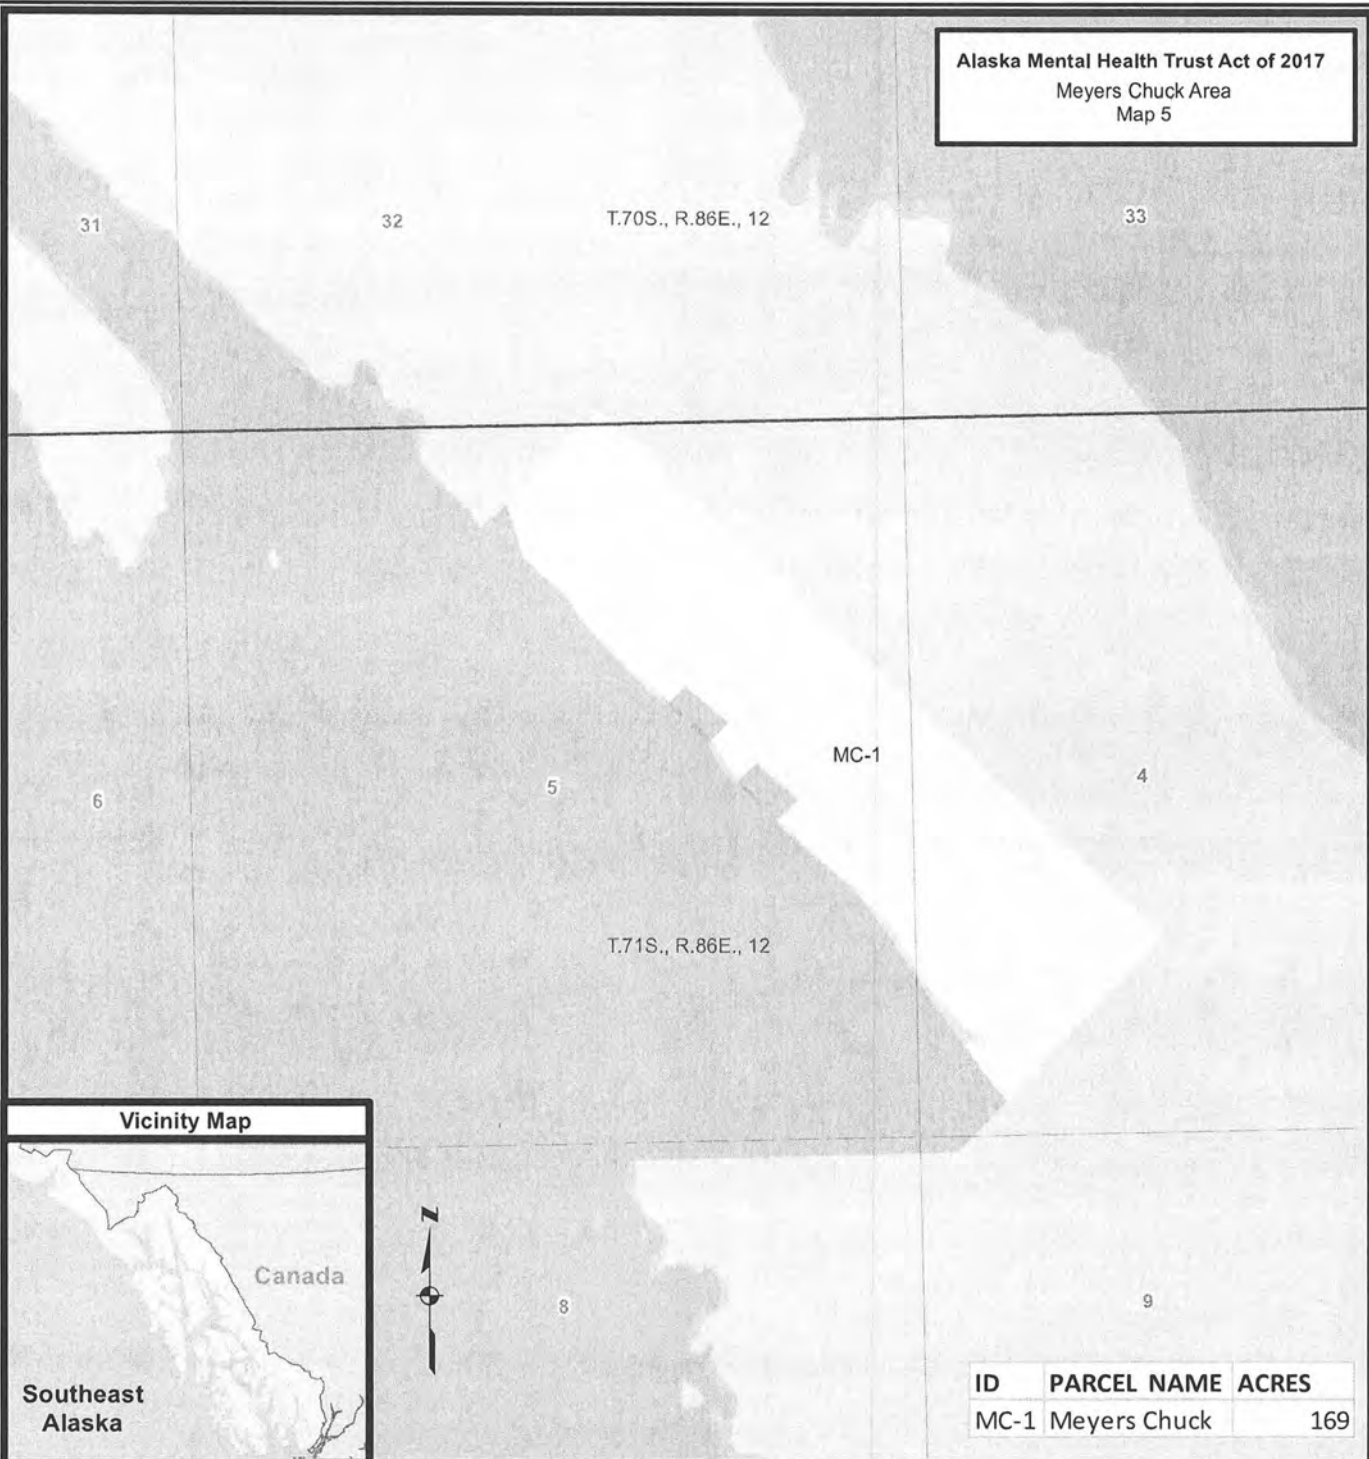 Alaska Mental Health Trust Act of 2017
Meyers Chuck Area
Map 5
31
32
T.70S., R.86E., 12
33
MC-1
6
5
4
T.71S., R.86E., 12
Vicinity Map
Canada
Southeast
Alaska
N
8
9
ID PARCEL NAME ACRES
MC-1 Meyers Chuck 169